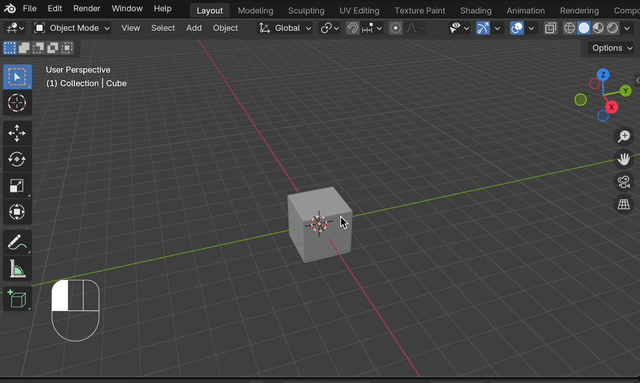 File Edit Render Window Help Layout Modeling Sculpting UV Editing Texture Paint Shading Animation Rendering
Object Mode View Select Add Object Global
Options
User Perspective
(1) Collection | Cube
Z
Y
X